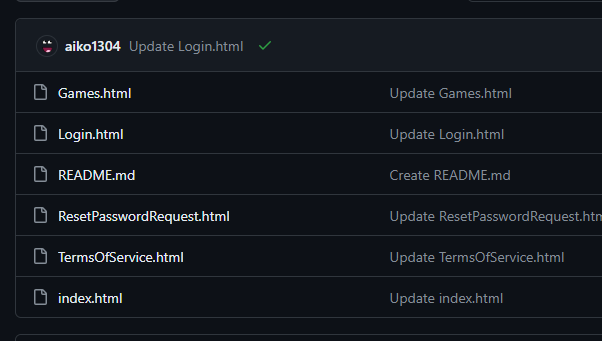 aiko1304 Update Login.html
Games.html Update Games.html
Login.html Update Login.html
README.md Create README.md
ResetPasswordRequest.html Update ResetPasswordRequest.htm
TermsOfService.html Update TermsOfService.html
index.html Update index.html